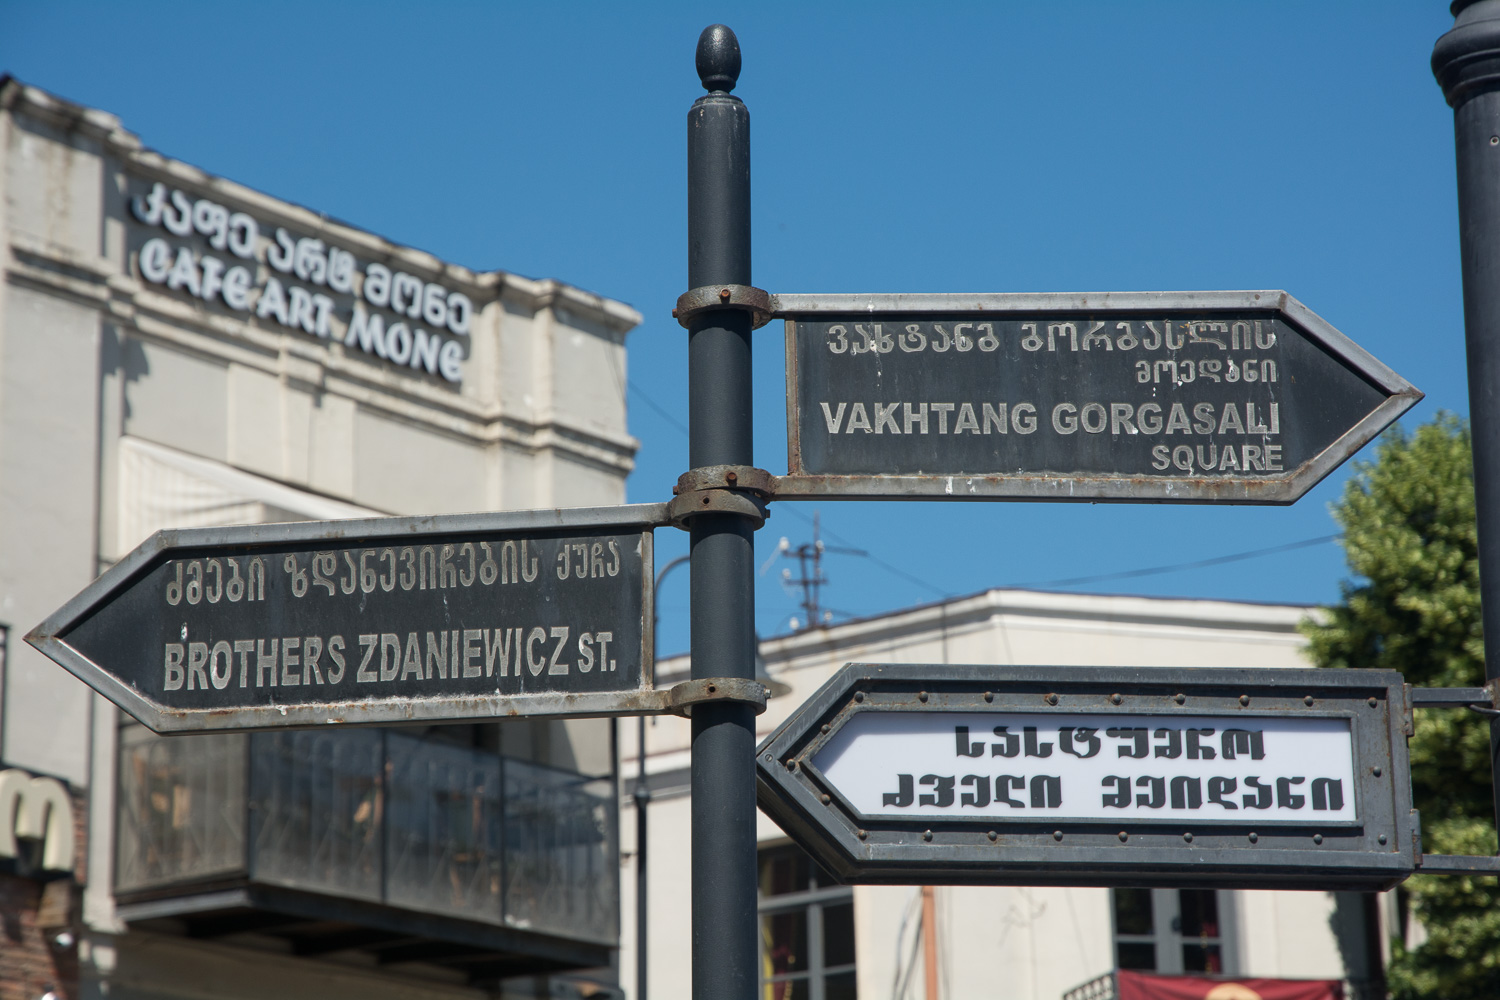 კაფე არტ მონე
CAFE ART MONE
ვახტანგ გორგასლის
მოედანი
VAKHTANG GORGASALI
SQUARE
ძმები ზდანევიჩების ქუჩა
BROTHERS ZDANIEWICZ ST.
სასტუმრო
ძველი მეიდანი